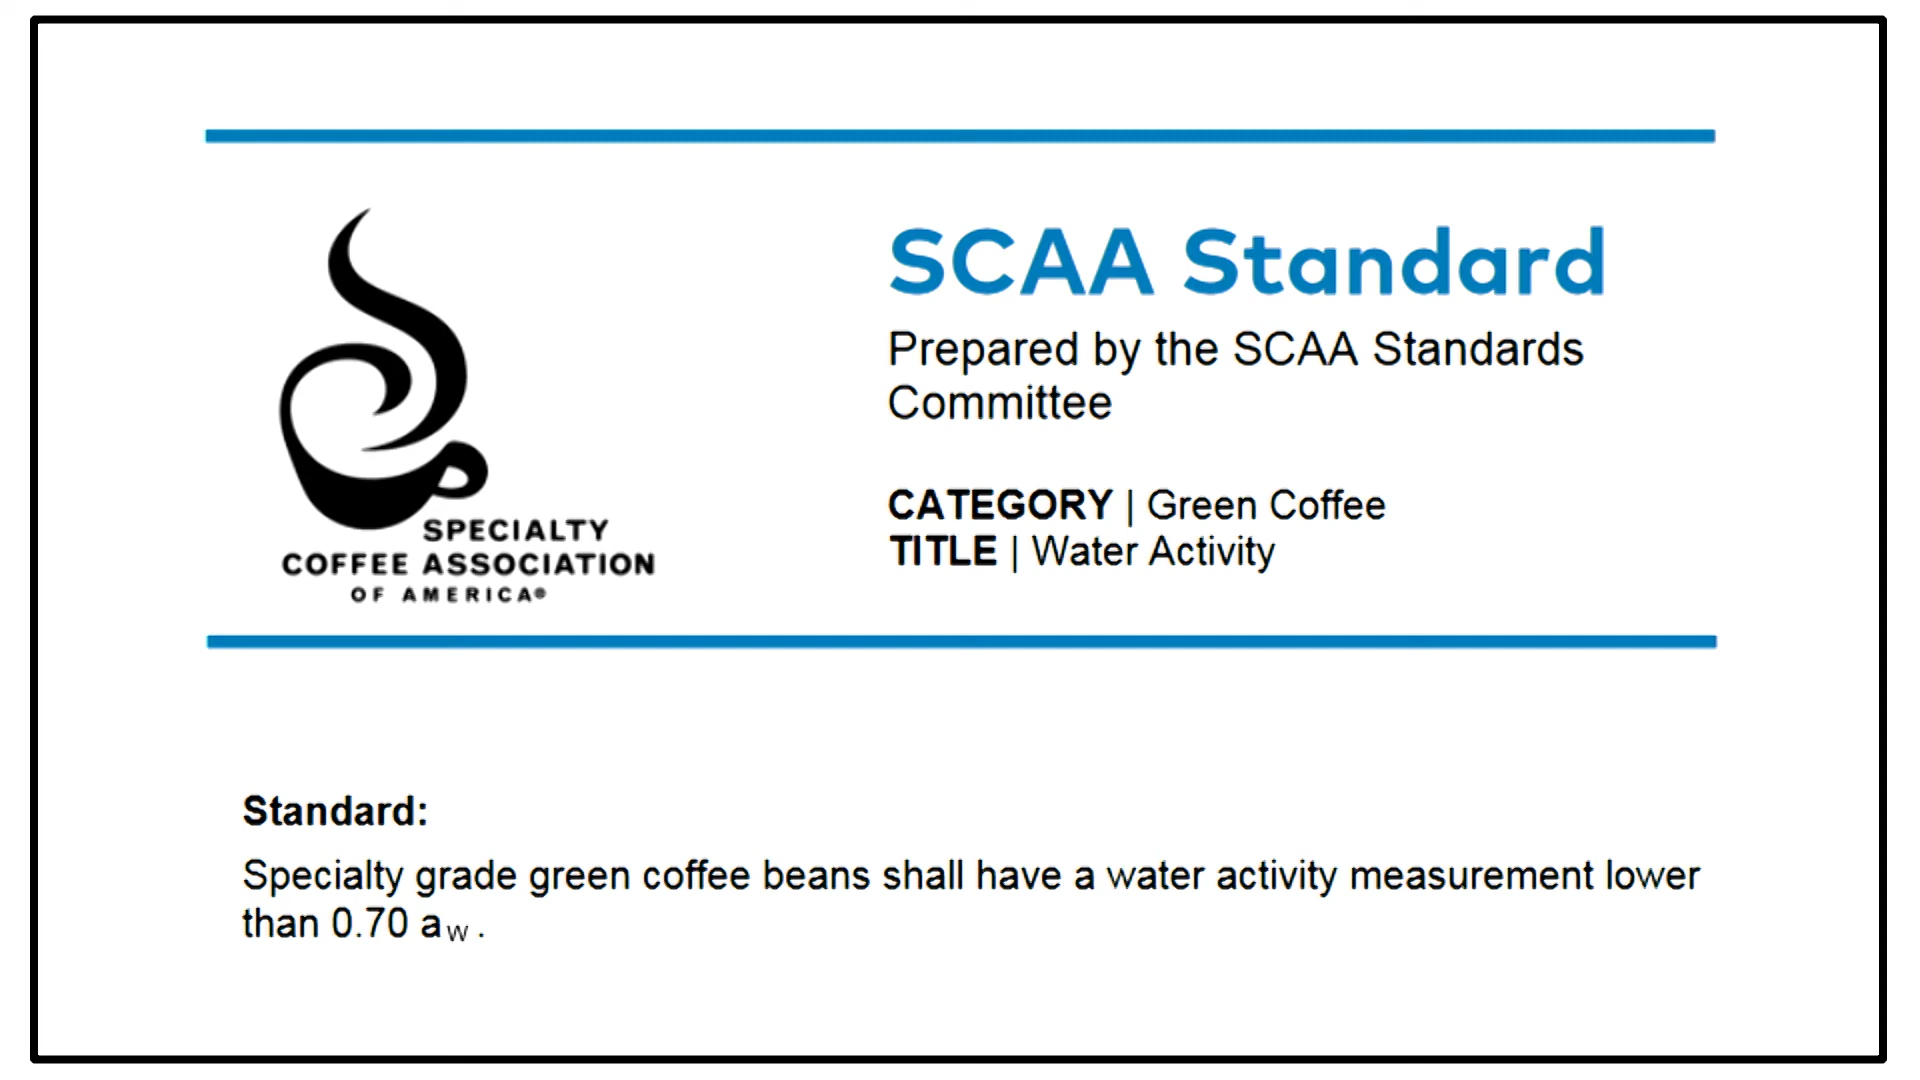 SPECIALTY
COFFEE ASSOCIATION
OF AMERICA®
SCAA Standard
Prepared by the SCAA Standards
Committee
CATEGORY | Green Coffee
TITLE | Water Activity
Standard:
Specialty grade green coffee beans shall have a water activity measurement lower
than 0.70 aw .